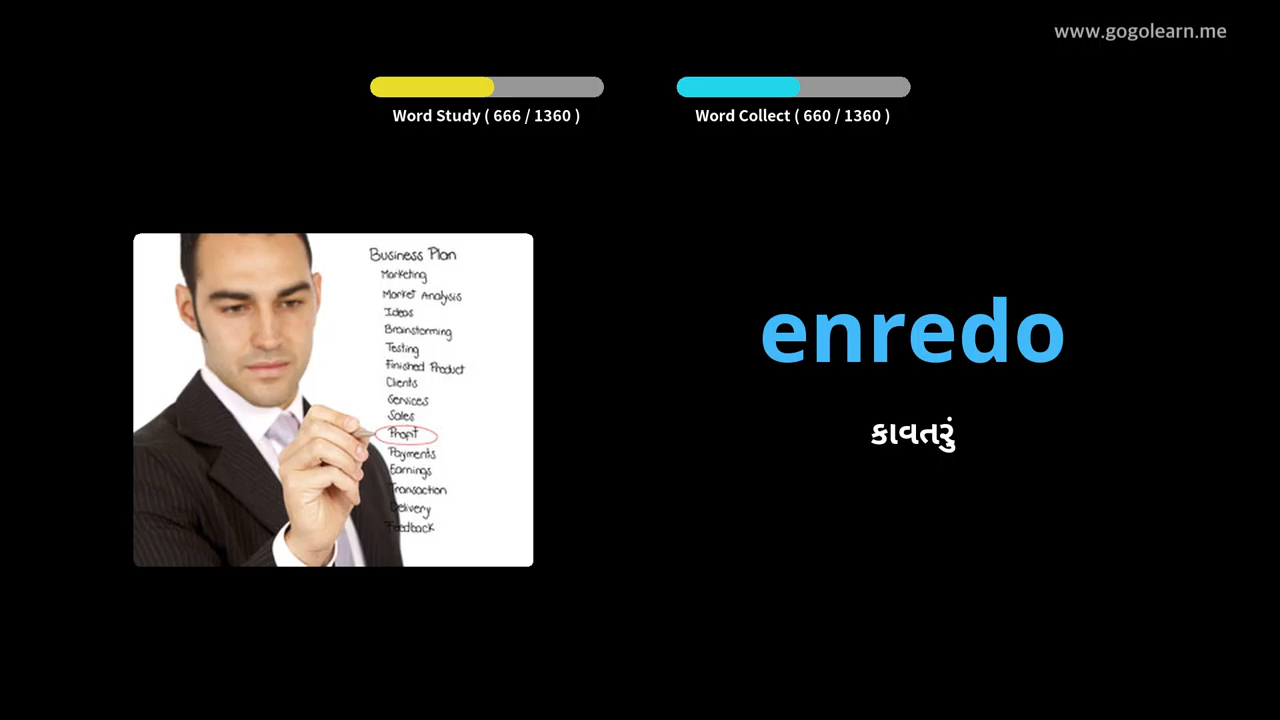 www.gogolearn.me
Word Study ( 666 / 1360 )
Word Collect ( 660 / 1360 )
Business Plan
Marketing
Market Analysis
Ideas
Brainstorming
Testing
Finished Product
Clients
Services
Sales
Profit
Payments
Earnings
Transaction
Delivery
Feedback
enredo
કાવતરું